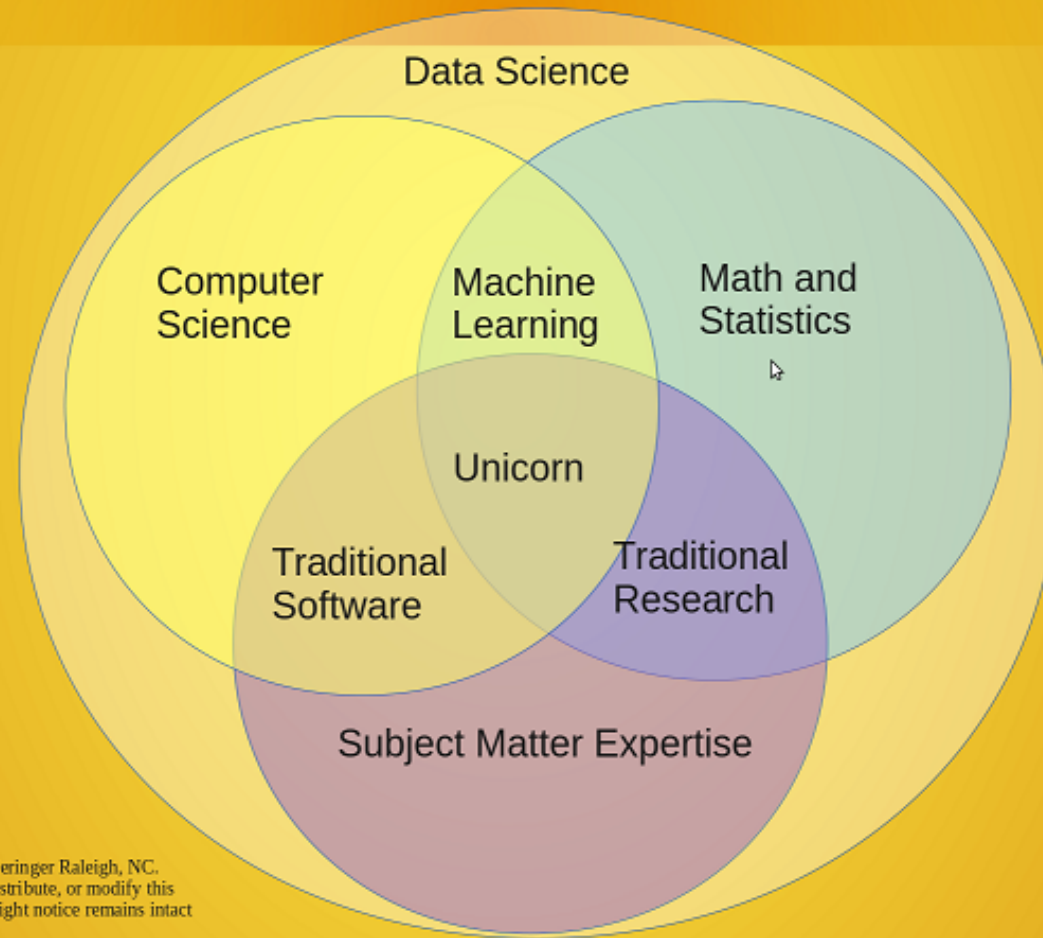 Data Science
Computer
Science
Machine
Learning
Math and
Statistics
Unicorn
Traditional
Software
Traditional
Research
Subject Matter Expertise
eringer Raleigh, NC.
stribute, or modify this
ight notice remains intact